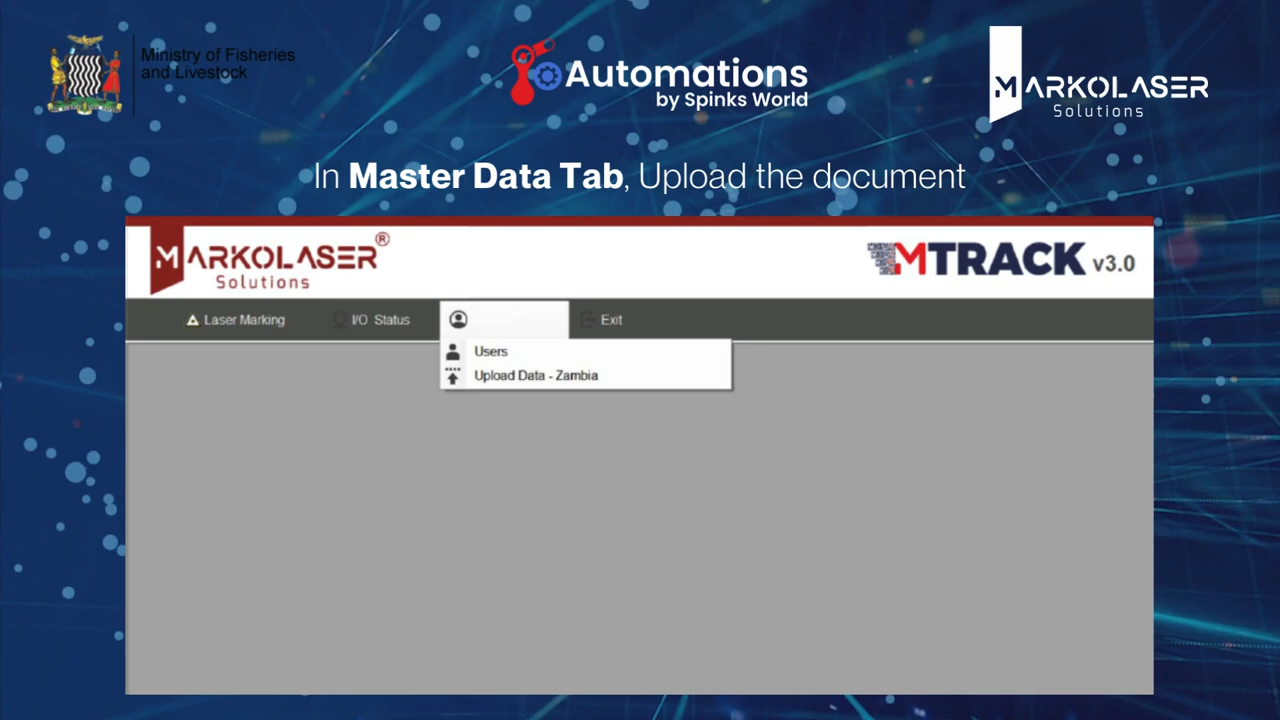 Ministry of Fisheries
and Livestock
Automations
by Spinks World
MARKOLASER
Solutions
In Master Data Tab, Upload the document
MARKOLASER®
Solutions
MTRACK v3.0
Laser Marking
I/O Status
Exit
Users
Upload Data - Zambia